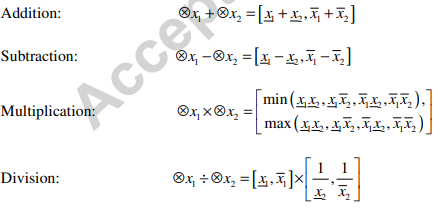 Addition: ⊗x₁ + ⊗x₂ = [x̲₁ + x̲₂, x̅₁ + x̅₂]
Subtraction: ⊗x₁ − ⊗x₂ = [x̲₁ − x̲₂, x̅₁ − x̅₂]
Multiplication: ⊗x₁ × ⊗x₂ = [min(x̲₁x̲₂, x̲₁x̅₂, x̅₁x̲₂, x̅₁x̅₂),
max(x̲₁x̲₂, x̲₁x̅₂, x̅₁x̲₂, x̅₁x̅₂)]
Division: ⊗x₁ ÷ ⊗x₂ = [x̲₁, x̅₁] × [1/x̲₂, 1/x̅₂]
Accept